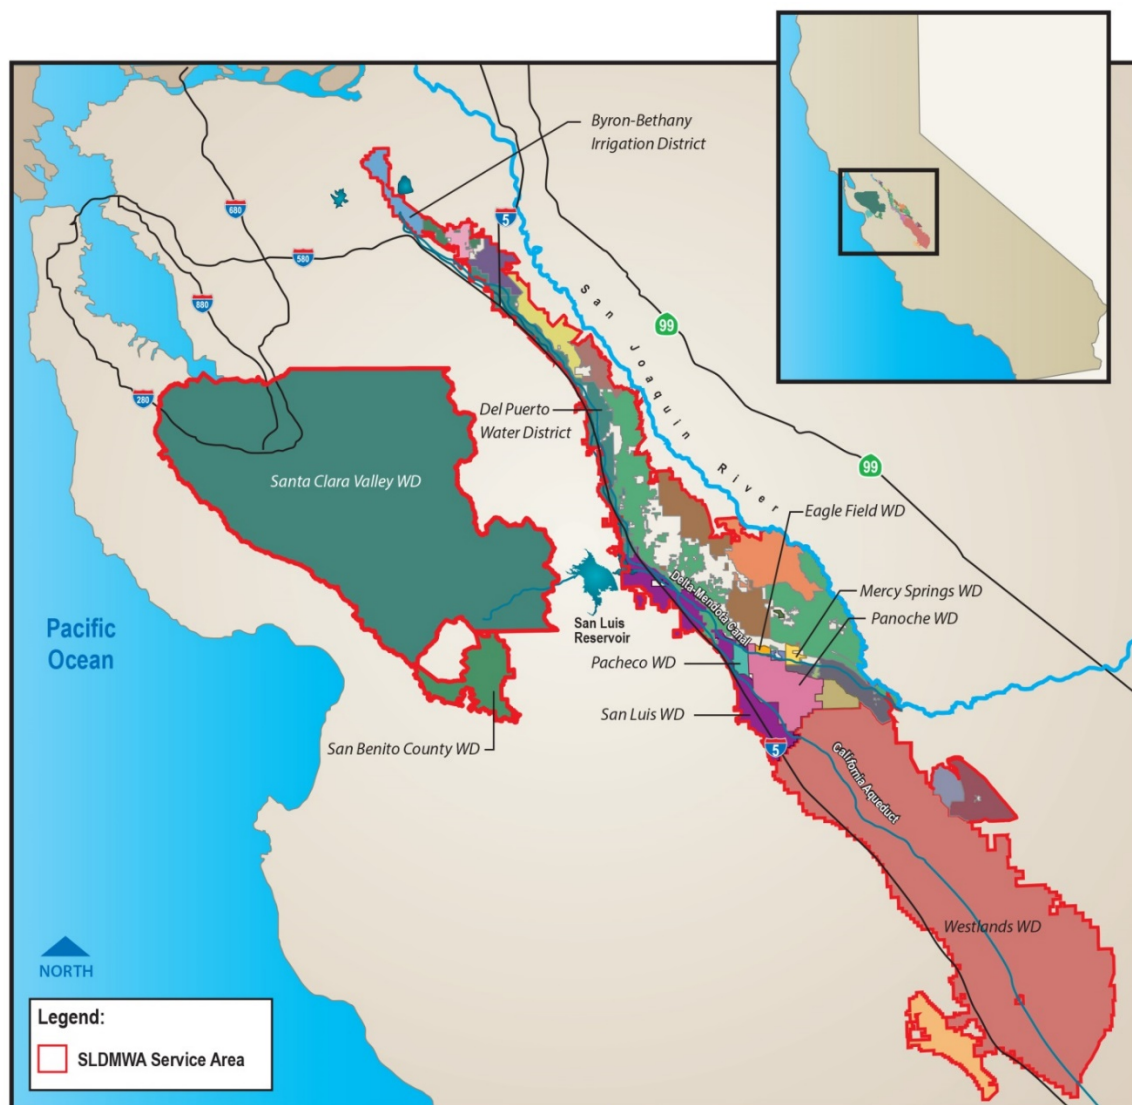 Byron-Bethany
Irrigation District
680
5
580
880
San Joaquin River
99
280
Del Puerto
Water District
Santa Clara Valley WD
99
Eagle Field WD
Delta-Mendota Canal
Mercy Springs WD
Panoche WD
San Luis
Reservoir
Pacific
Ocean
Pacheco WD
San Luis WD
San Benito County WD
5
California Aqueduct
Westlands WD
NORTH
Legend:
SLDMWA Service Area